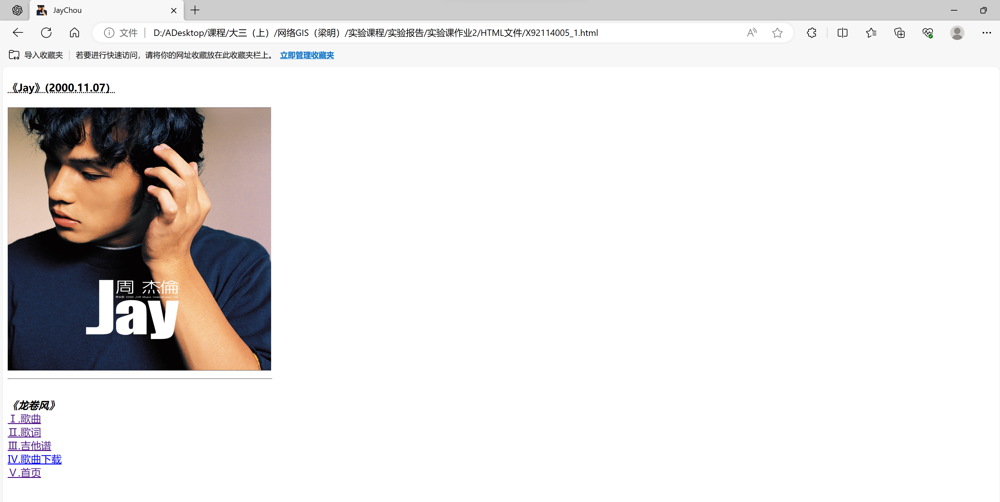 JayChou
文件 D:/ADesktop/课程/大三（上）/网络GIS（梁明）/实验课程/实验报告/实验课作业2/HTML文件/X92114005_1.html
导入收藏夹 若要进行快速访问，请将你的网址收藏放在此收藏夹栏上。 立即管理收藏夹
《Jay》(2000.11.07)
周 杰倫
℗&© 2000 JVR Music International Ltd.
Jay
《龙卷风》
Ⅰ.歌曲
Ⅱ.歌词
Ⅲ.吉他谱
Ⅳ.歌曲下载
Ⅴ.首页